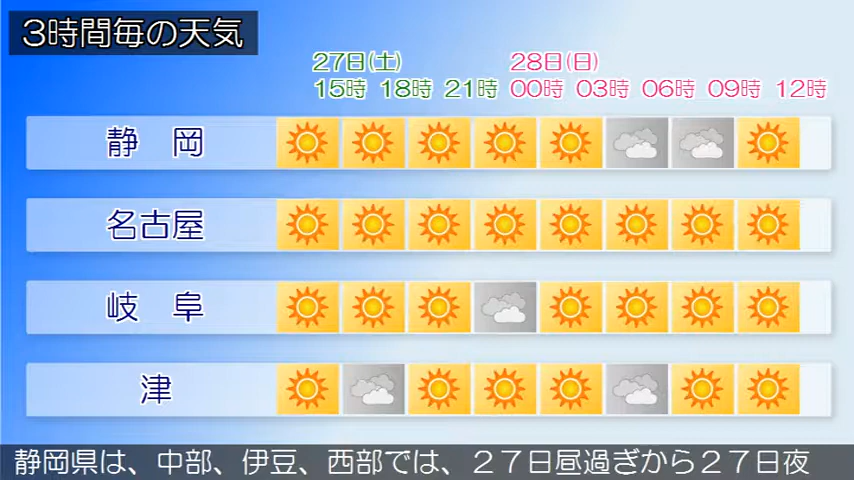 3時間毎の天気
27日(土) 28日(日)
15時 18時 21時 00時 03時 06時 09時 12時
静 岡
名古屋
岐 阜
津
静岡県は、中部、伊豆、西部では、27日昼過ぎから27日夜